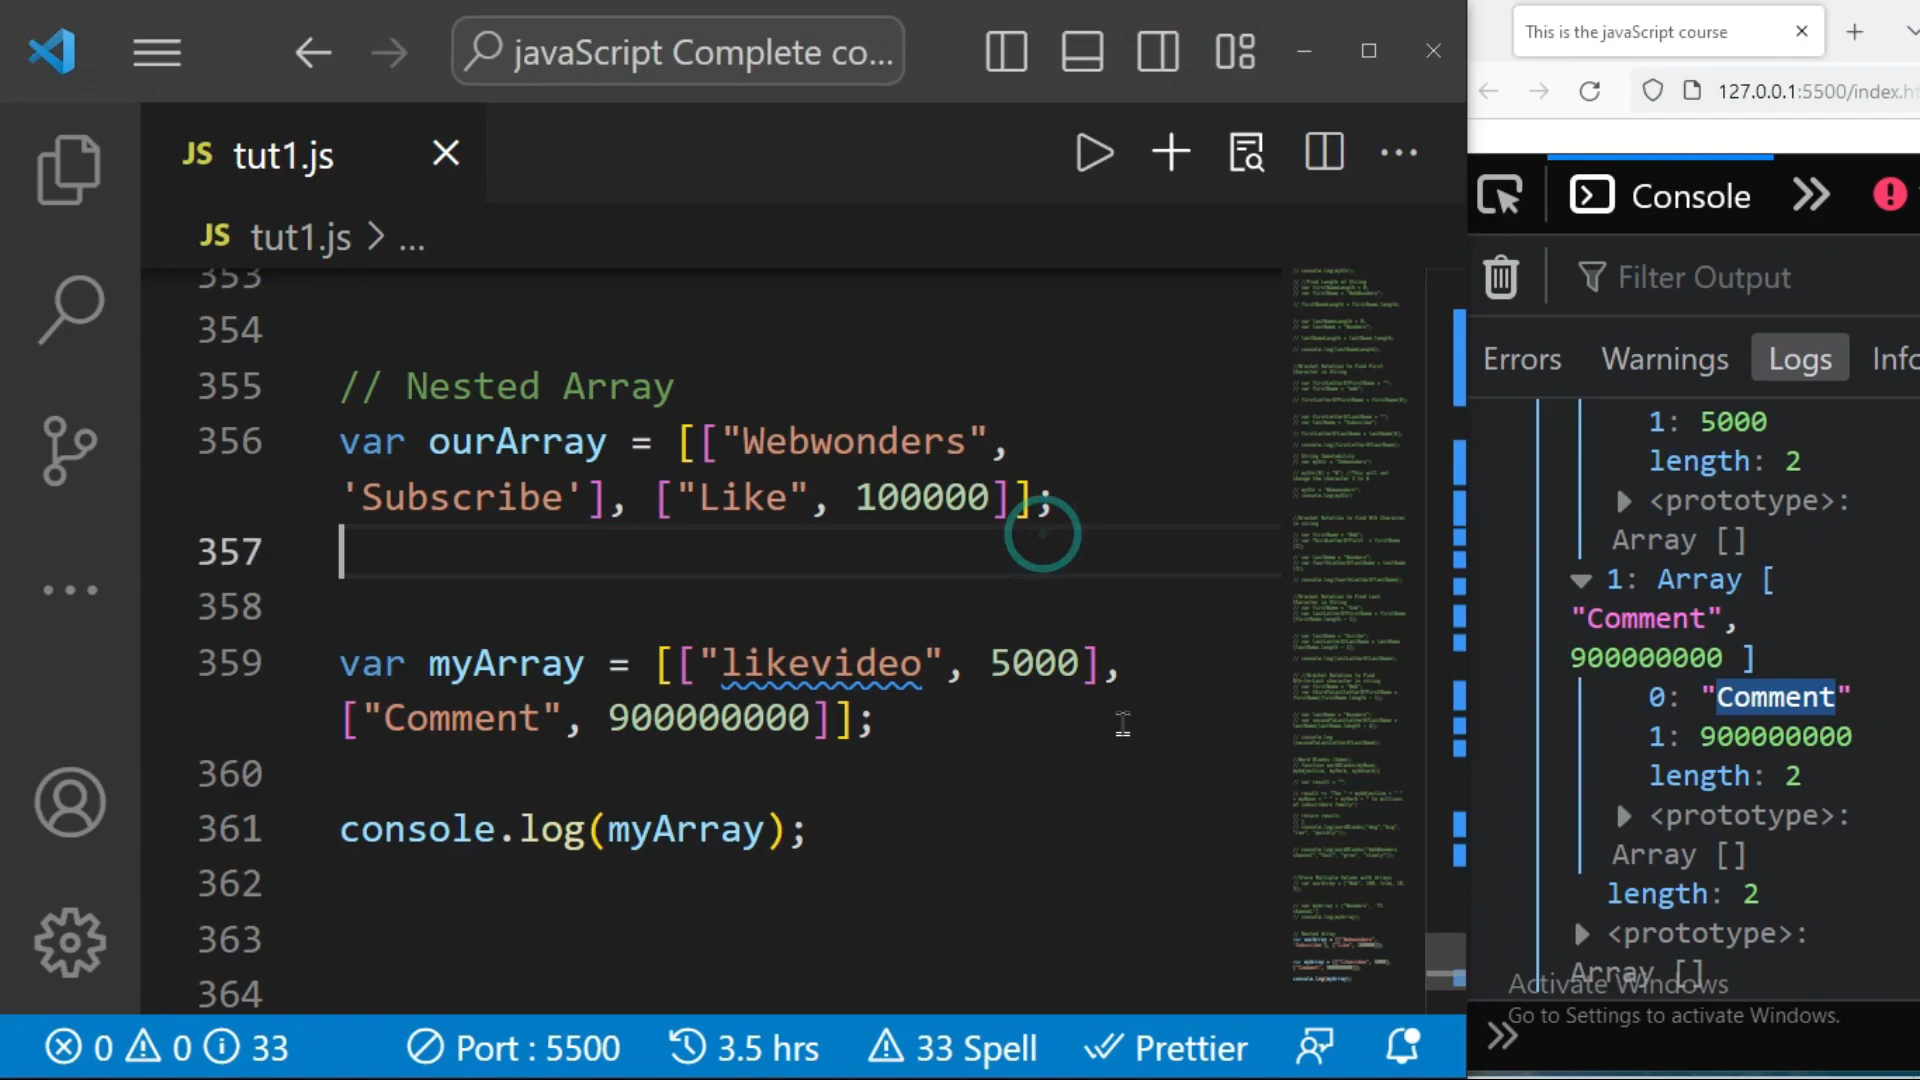 javaScript Complete co...
This is the javaScript course
127.0.0.1:5500/index.ht
JS tut1.js
JS tut1.js > ...
Console
Filter Output
Errors Warnings Logs Info
353
354
355 // Nested Array
356 var ourArray = [["Webwonders",
'Subscribe'], ["Like", 100000]];
357
358
359 var myArray = [["likevideo", 5000],
["Comment", 900000000]];
360
361 console.log(myArray);
362
363
364
1: 5000
length: 2
<prototype>:
Array []
1: Array [
"Comment",
900000000 ]
0: "Comment"
1: 900000000
length: 2
<prototype>:
Array []
length: 2
<prototype>:
Array []
Activate Windows
Go to Settings to activate Windows.
0 0 33 Port : 5500 3.5 hrs 33 Spell Prettier